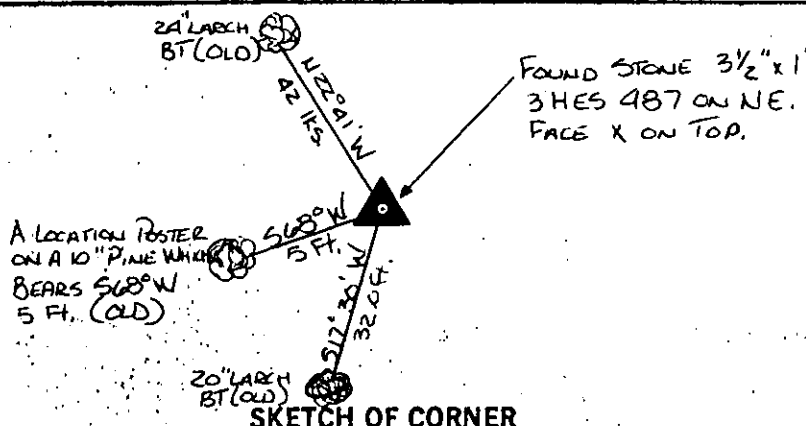 24" LARCH
BT (OLD)
N 22° 41' W
42 lKS.
FOUND STONE 3½" x 1
3 HES 487 ON NE.
FACE X ON TOP.
A LOCATION POSTER
ON A 10" PINE WHICH
BEARS S68° W
5 FT. (OLD)
S68° W
5 Ft.
S17° 30' W
32.0 Ft.
20" LARCH
BT (OLD)
SKETCH OF CORNER